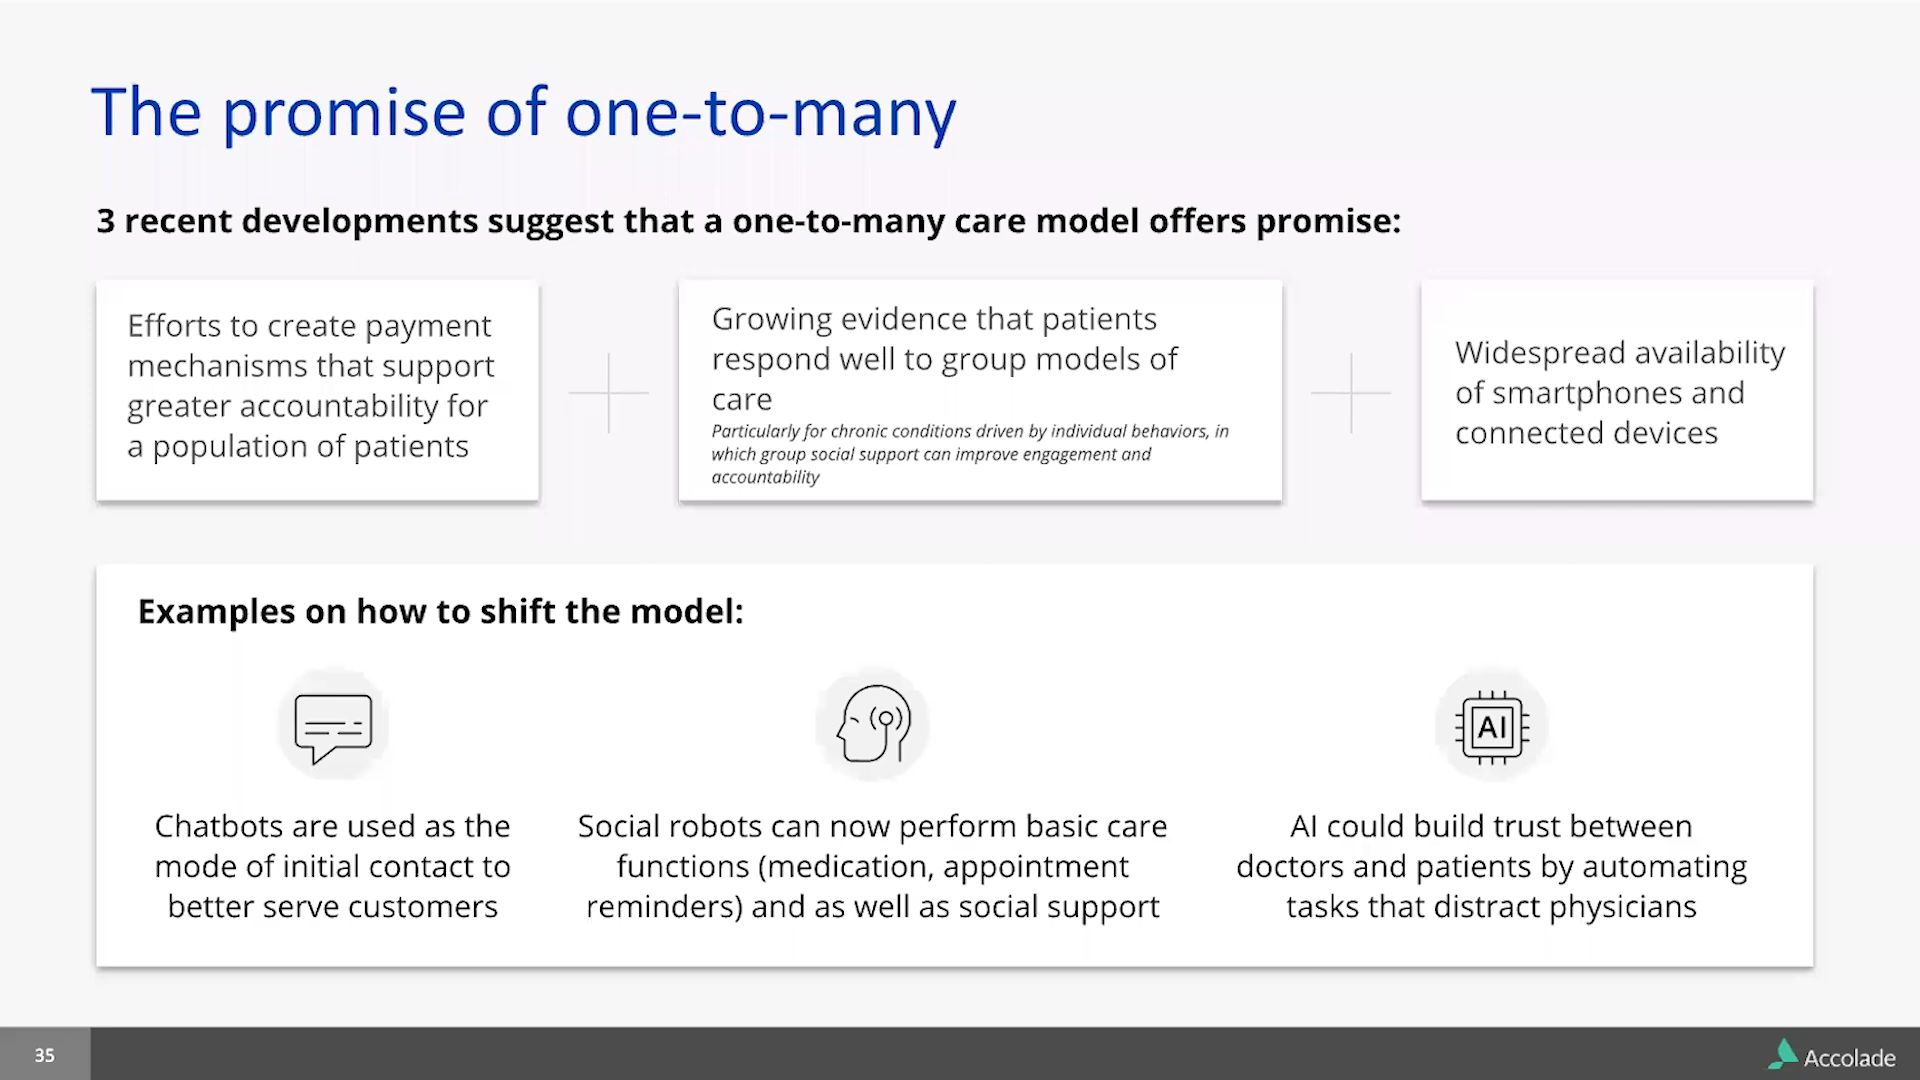 The promise of one-to-many
3 recent developments suggest that a one-to-many care model offers promise:
Efforts to create payment
mechanisms that support
greater accountability for
a population of patients
Growing evidence that patients
respond well to group models of
care
Particularly for chronic conditions driven by individual behaviors, in
which group social support can improve engagement and
accountability
Widespread availability
of smartphones and
connected devices
Examples on how to shift the model:
Chatbots are used as the
mode of initial contact to
better serve customers
Social robots can now perform basic care
functions (medication, appointment
reminders) and as well as social support
AI
AI could build trust between
doctors and patients by automating
tasks that distract physicians
35
Accolade